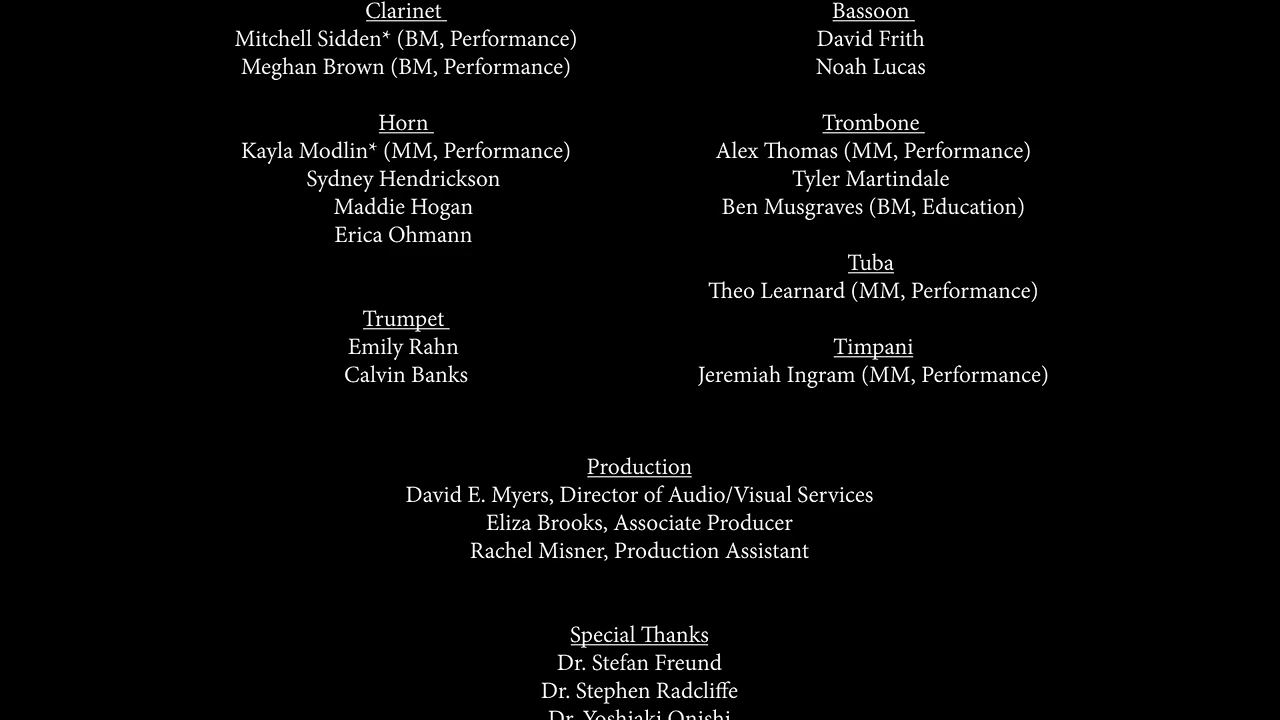 Clarinet
Mitchell Sidden* (BM, Performance)
Meghan Brown (BM, Performance)
Horn
Kayla Modlin* (MM, Performance)
Sydney Hendrickson
Maddie Hogan
Erica Ohmann
Trumpet
Emily Rahn
Calvin Banks
Bassoon
David Frith
Noah Lucas
Trombone
Alex Thomas (MM, Performance)
Tyler Martindale
Ben Musgraves (BM, Education)
Tuba
Theo Learnard (MM, Performance)
Timpani
Jeremiah Ingram (MM, Performance)
Production
David E. Myers, Director of Audio/Visual Services
Eliza Brooks, Associate Producer
Rachel Misner, Production Assistant
Special Thanks
Dr. Stefan Freund
Dr. Stephen Radcliffe
Dr. Yoshiaki Onishi